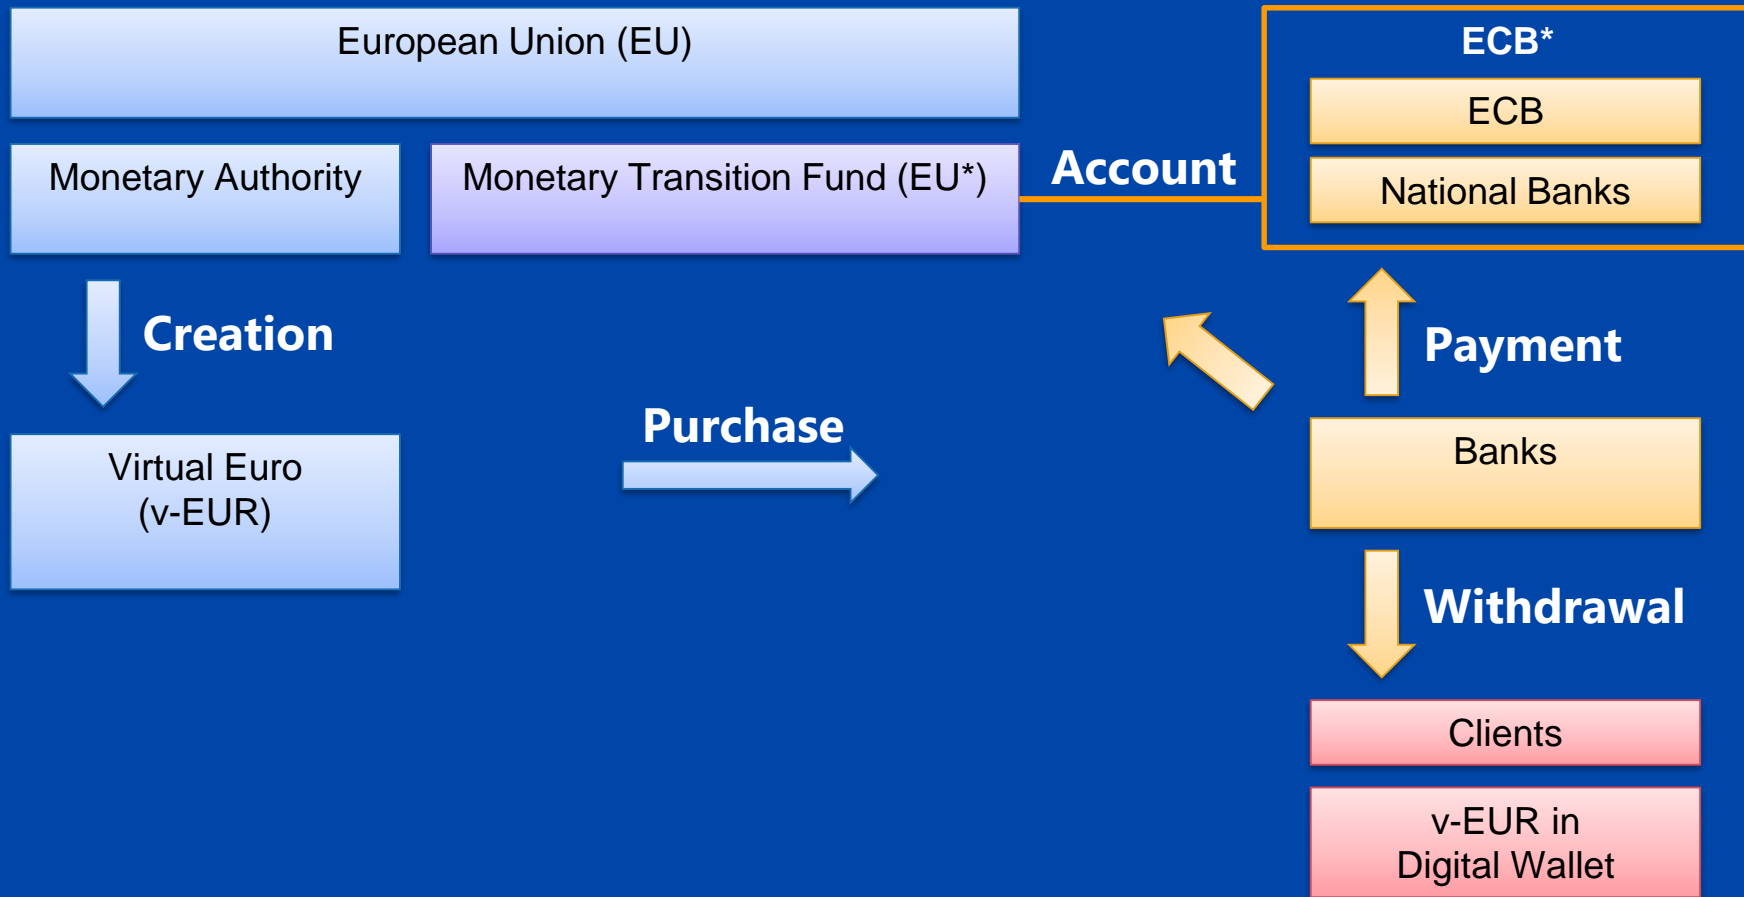 European Union (EU)
Monetary Authority
Monetary Transition Fund (EU*)
Account
ECB*
ECB
National Banks
Creation
Payment
Purchase
Virtual Euro
(v-EUR)
Banks
Withdrawal
Clients
v-EUR in
Digital Wallet